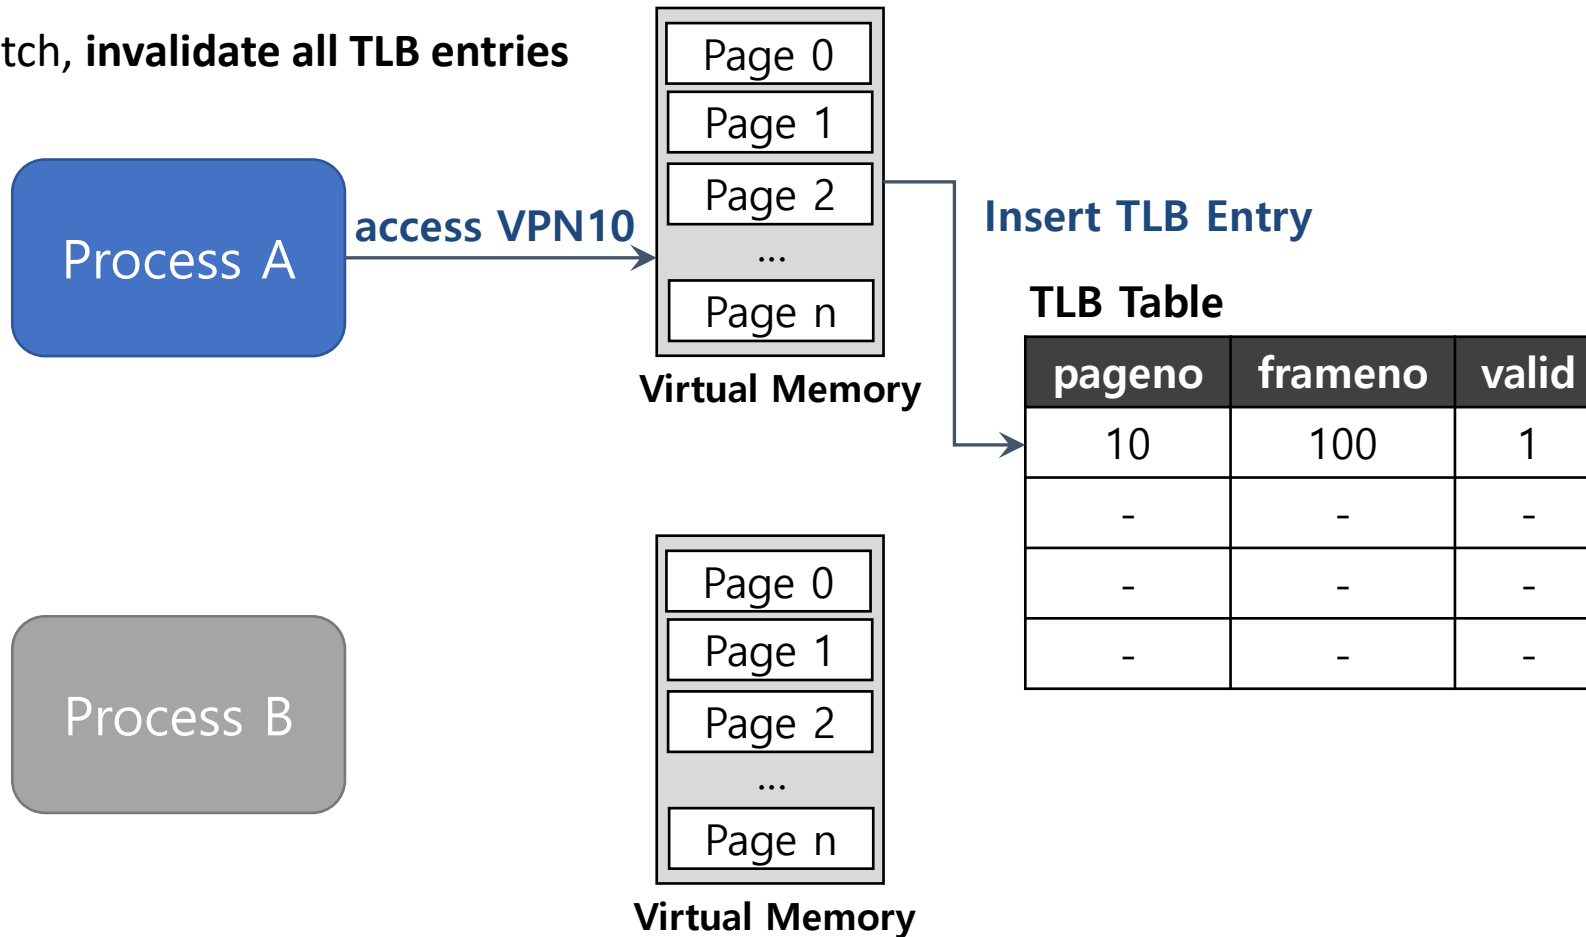 tch, invalidate all TLB entries
Page 0
Page 1
Page 2
...
Page n
Virtual Memory
Process A
access VPN10
Insert TLB Entry
TLB Table
pageno frameno valid
10 100 1
- - -
- - -
- - -
Process B
Page 0
Page 1
Page 2
...
Page n
Virtual Memory